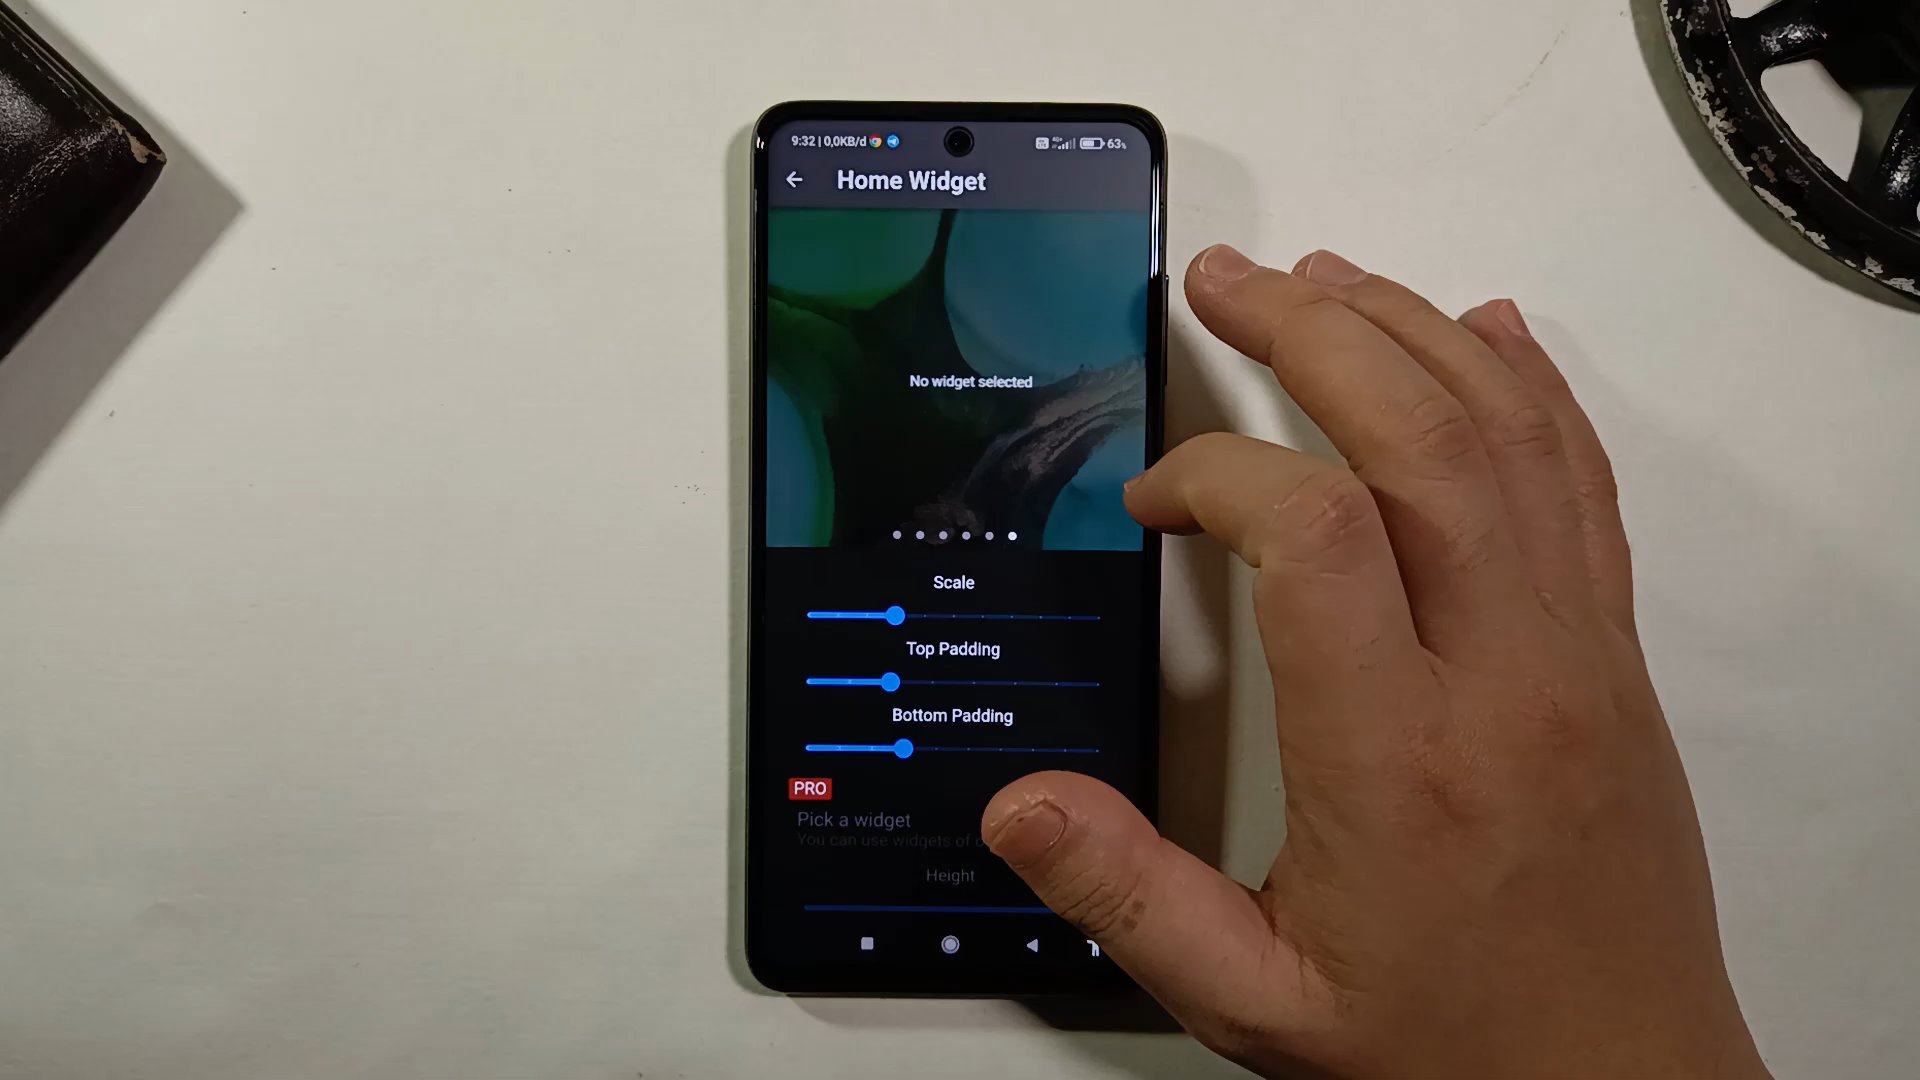 9:32 | 0,0KB/d
63%
Home Widget
No widget selected
Scale
Top Padding
Bottom Padding
PRO
Pick a widget
You can use widgets of
Height